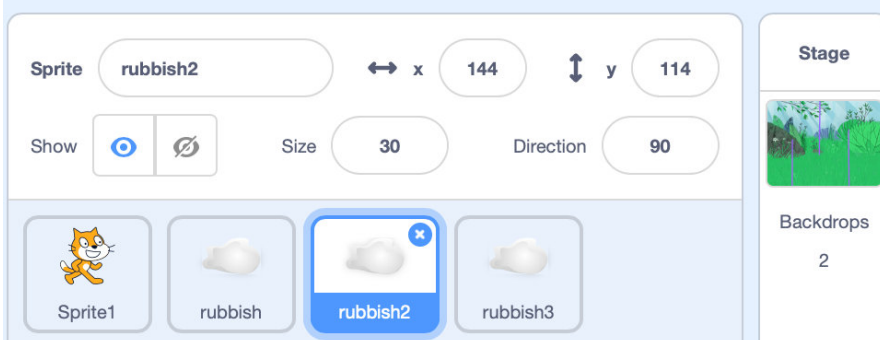 Sprite rubbish2 x 144 y 114
Show Size 30 Direction 90
Sprite1 rubbish rubbish2 rubbish3
Stage
Backdrops
2